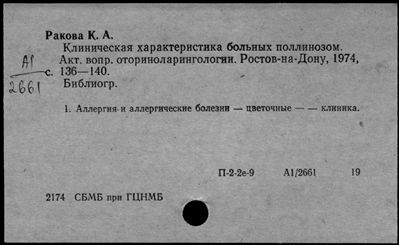 Ракова К. А.
Клиническая характеристика больных поллинозом.
А1 Акт. вопр. оториноларингологии. Ростов-на-Дону, 1974,
с. 136—140.
2661 Библиогр.
1. Аллергия и аллергические болезни — цветочные — — клиника.
П-2-2е-9 А1/2661 19
2174 СБМБ при ГЦНМБ